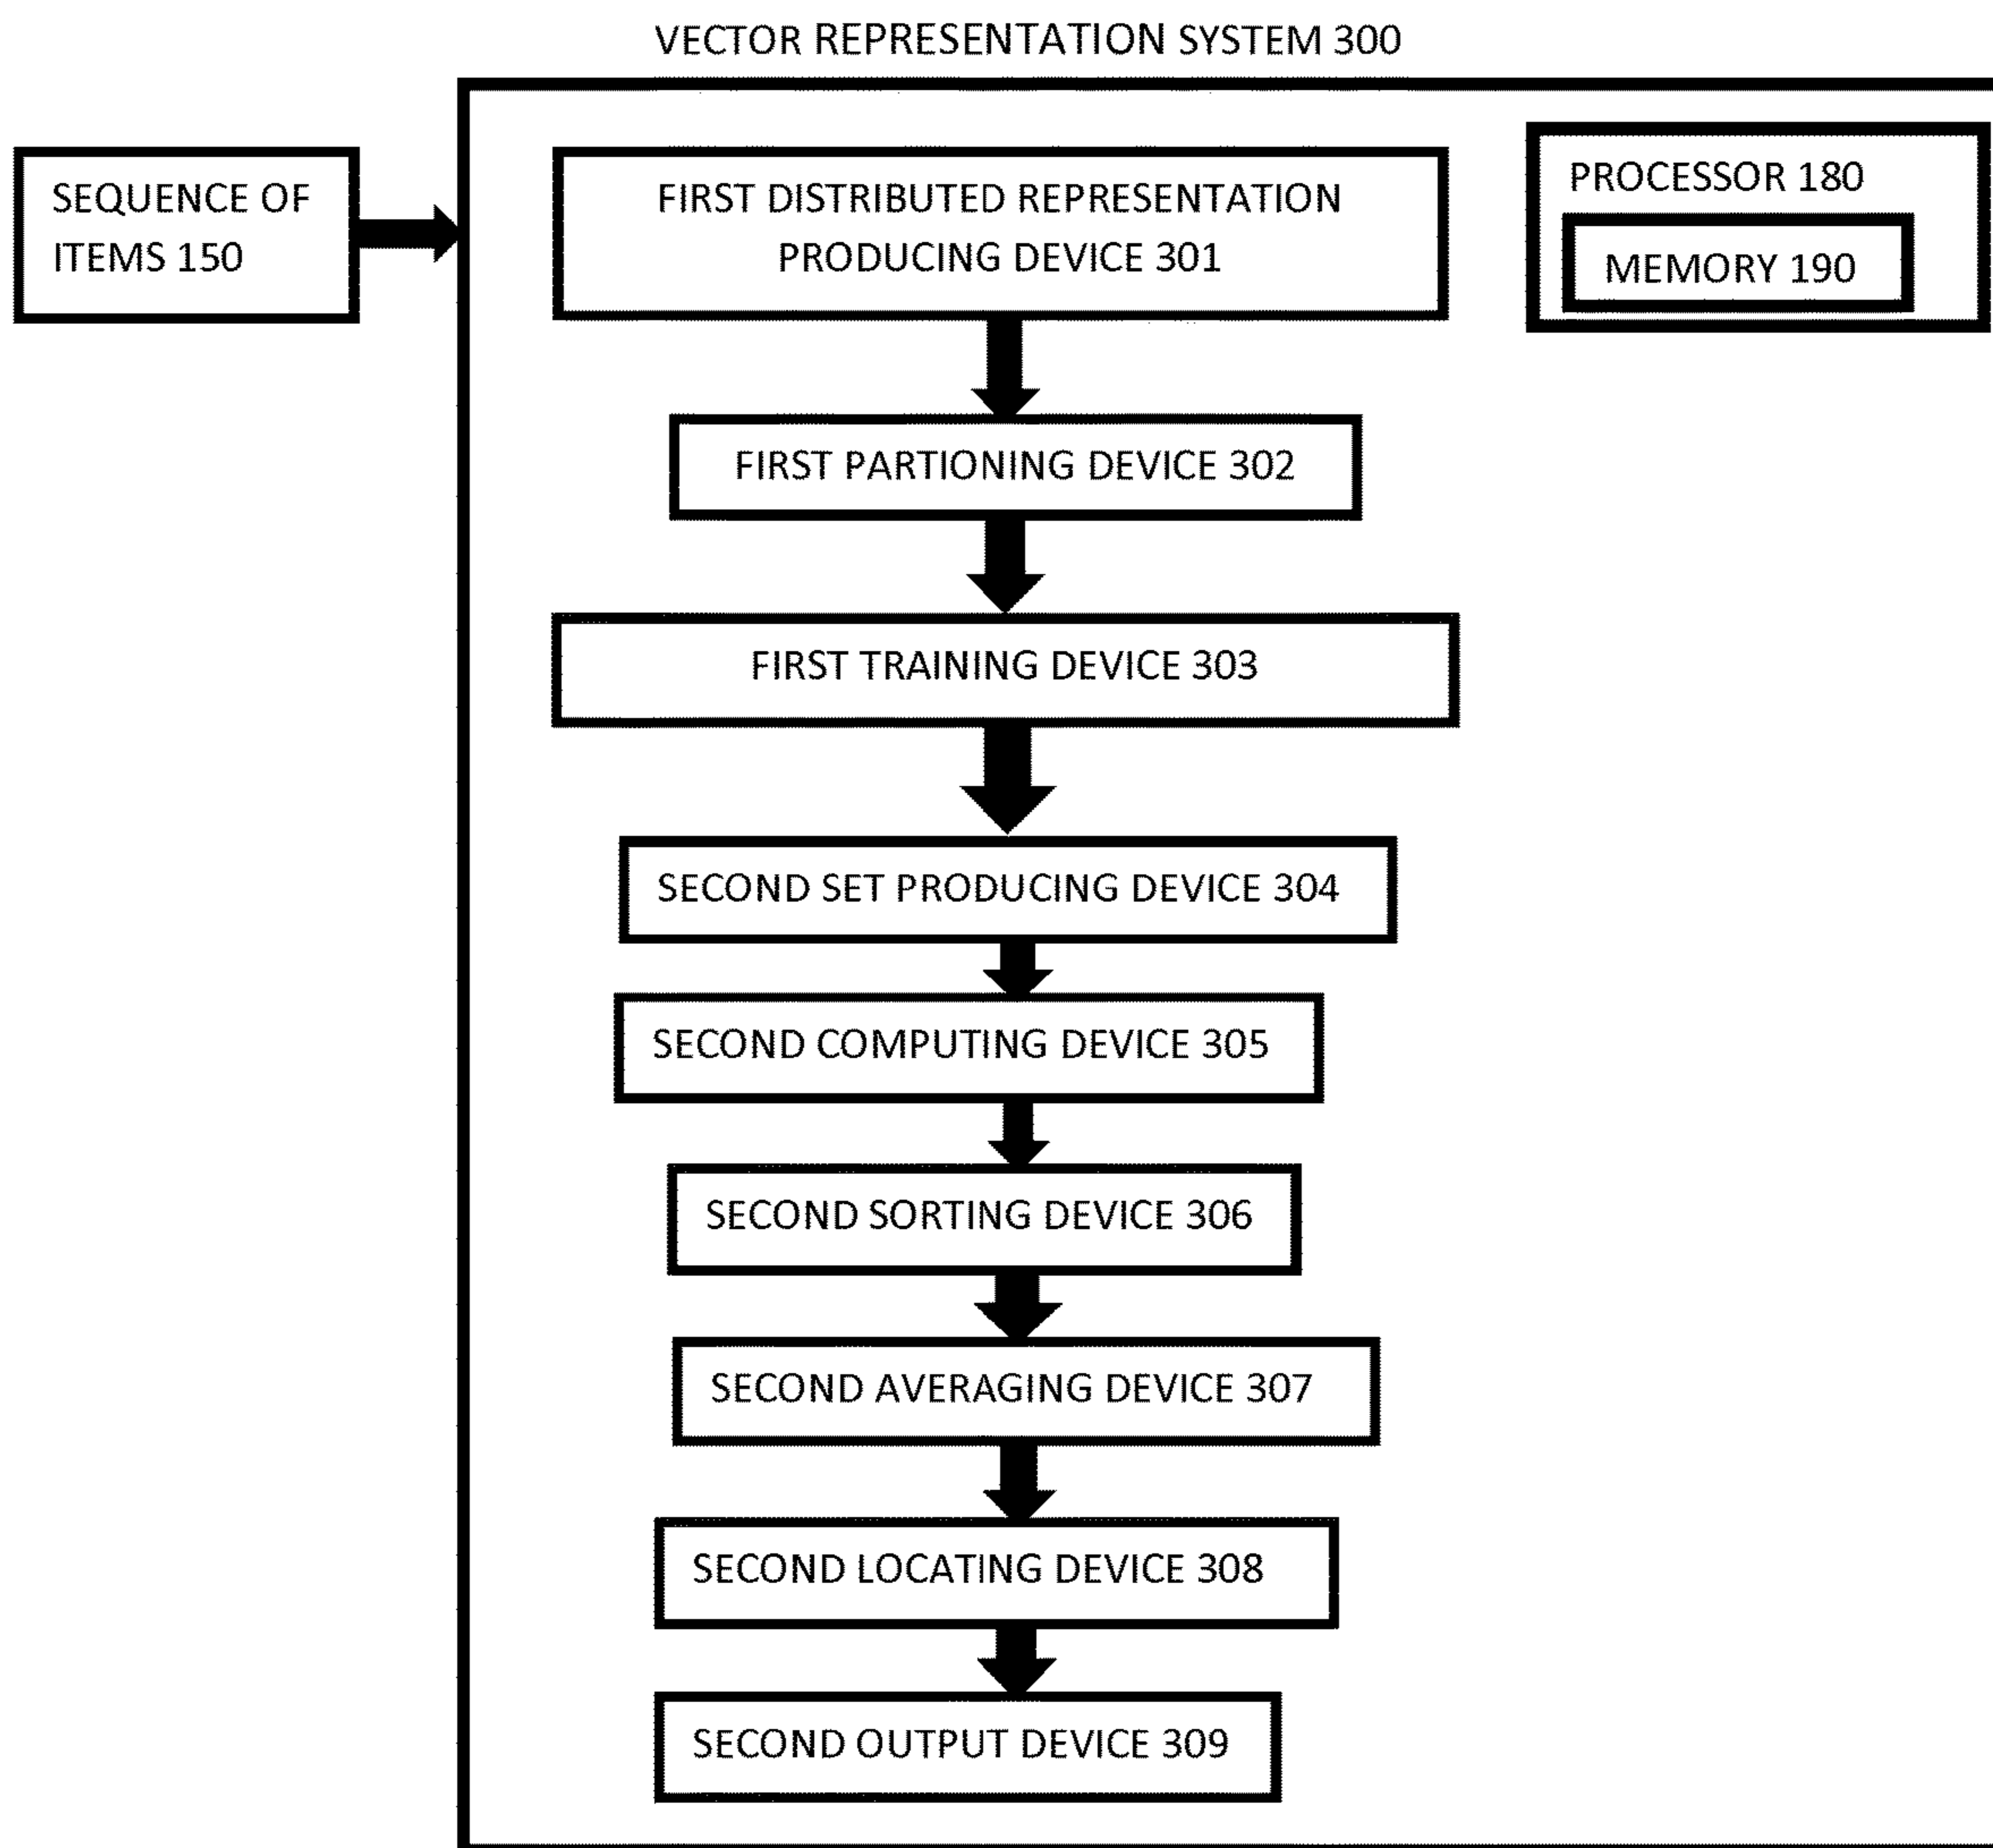 VECTOR REPRESENTATION SYSTEM 300
SEQUENCE OF
ITEMS 150
FIRST DISTRIBUTED REPRESENTATION
PRODUCING DEVICE 301
PROCESSOR 180
MEMORY 190
FIRST PARTIONING DEVICE 302
FIRST TRAINING DEVICE 303
SECOND SET PRODUCING DEVICE 304
SECOND COMPUTING DEVICE 305
SECOND SORTING DEVICE 306
SECOND AVERAGING DEVICE 307
SECOND LOCATING DEVICE 308
SECOND OUTPUT DEVICE 309